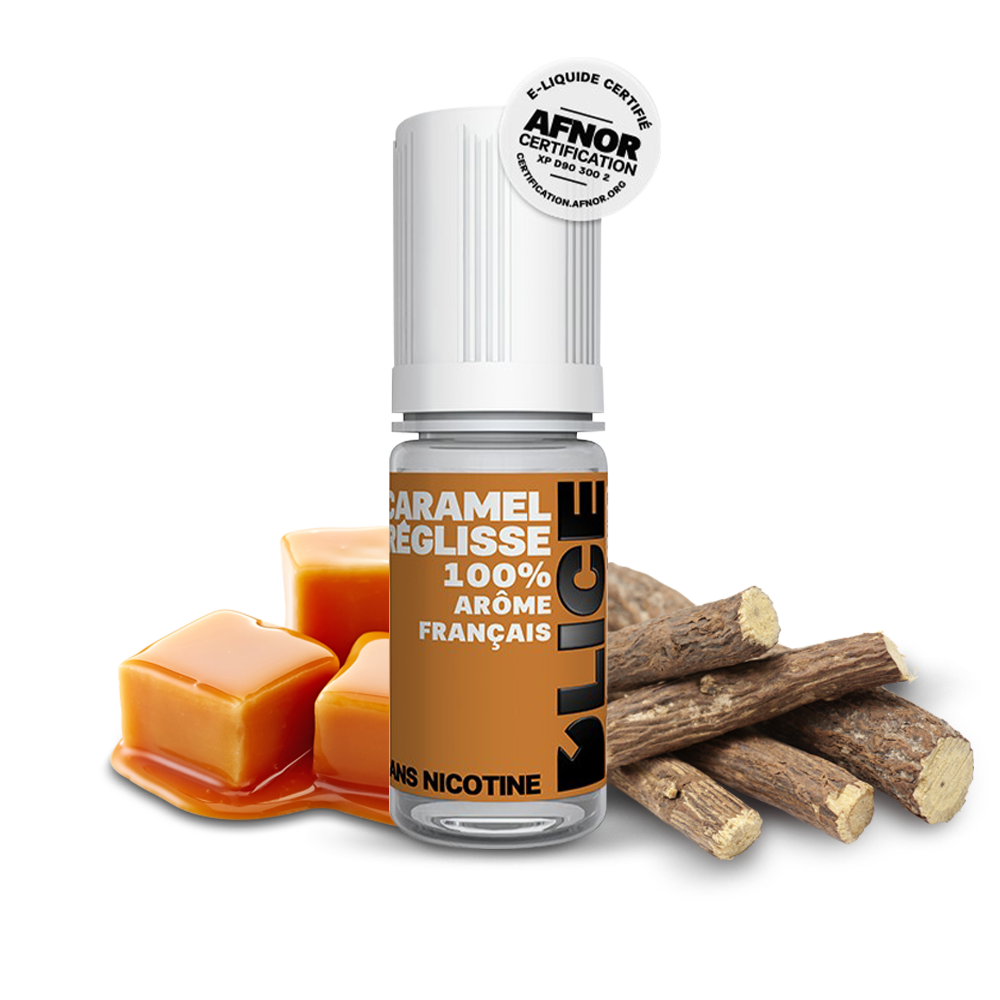 E-LIQUIDE CERTIFIÉ
AFNOR
CERTIFICATION
XP D90 300 2
CERTIFICATION.AFNOR.ORG
CARAMEL
RÉGLISSE
100%
ARÔME
FRANÇAIS
ANS NICOTINE
D'LICE